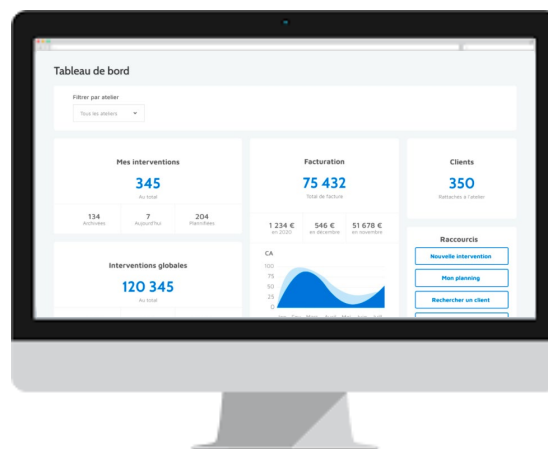 Tableau de bord
Filtrer par atelier
Tous les ateliers
Mes interventions
345
Au total
134
Archivées
7
Aujourd'hui
204
Plannifiées
Facturation
75 432
Total de facture
1 234 €
en 2020
546 €
en décembre
51 678 €
en novembre
Clients
350
Rattachés à l'atelier
Interventions globales
120 345
Au total
CA
100
75
50
25
0
Raccourcis
Nouvelle intervention
Mon planning
Rechercher un client